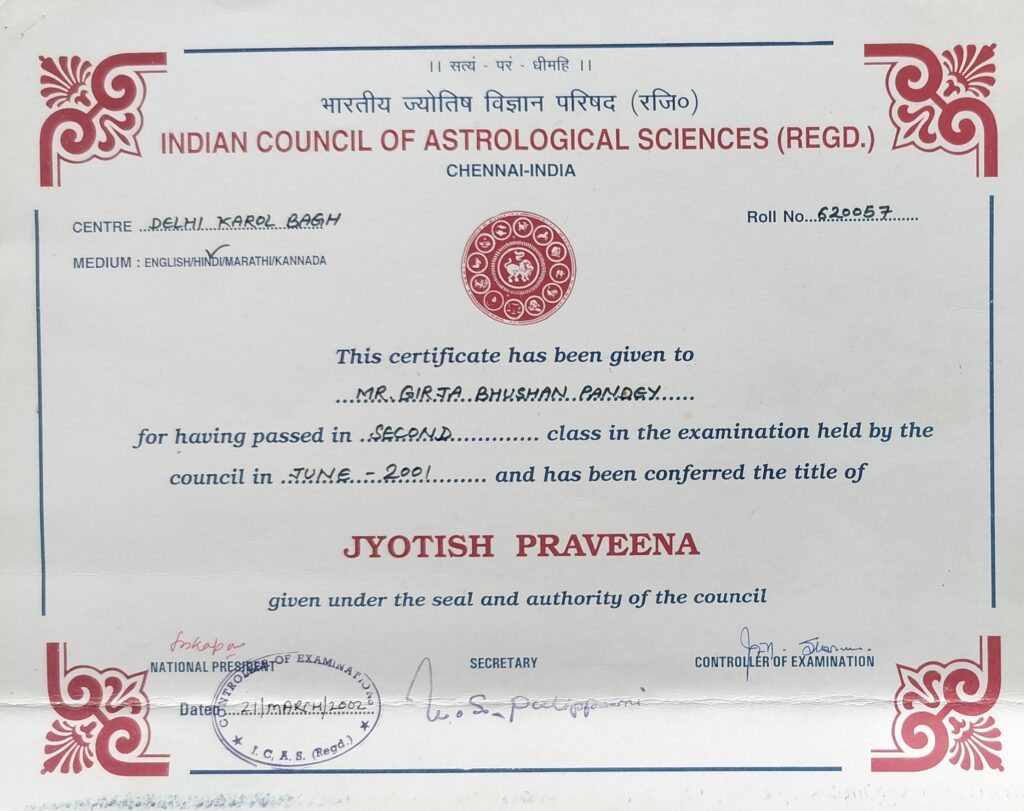 ।। सत्यं - परं - धीमहि ।।
भारतीय ज्योतिष विज्ञान परिषद (रजि०)
INDIAN COUNCIL OF ASTROLOGICAL SCIENCES (REGD.)
CHENNAI-INDIA
CENTRE ..DELHI KAROL BAGH
Roll No...620057......
MEDIUM : ENGLISH/HINDI/MARATHI/KANNADA
This certificate has been given to
...MR. GIRJA BHUSHAN PANDEY......
for having passed in ..SECOND............... class in the examination held by the
council in ..JUNE - 2001......... and has been conferred the title of
JYOTISH PRAVEENA
given under the seal and authority of the council
NATIONAL PRESIDENT
SECRETARY
CONTROLLER OF EXAMINATION
Dated..21/MARCH/2002..
CONTROLLER OF EXAMINATIONS
★ I. C. A. S. (Regd.) ★